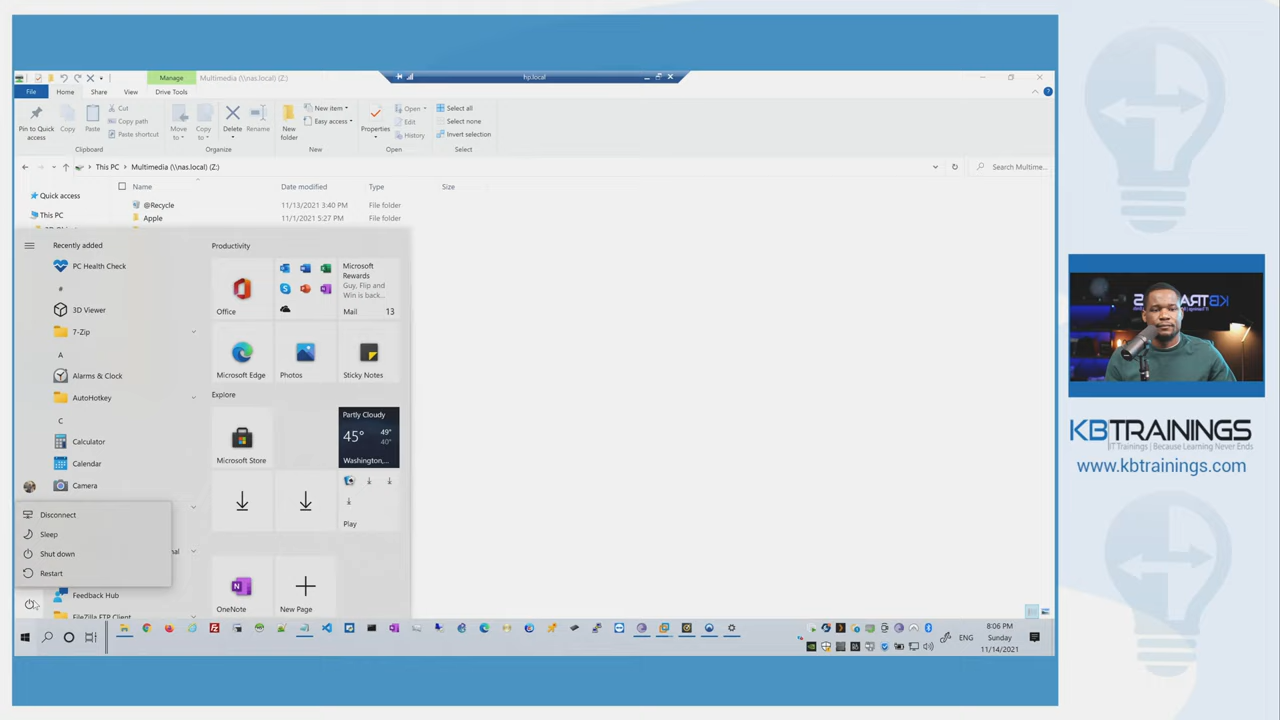 Manage
Multimedia (\\nas.local) (Z:)
hp.local
File
Home
Share
View
Drive Tools
Pin to Quick access
Copy
Paste
Cut
Copy path
Paste shortcut
Clipboard
Move to
Copy to
Delete
Rename
Organize
New folder
New item
Easy access
New
Properties
Open
Edit
History
Open
Select all
Select none
Invert selection
Select
This PC
Multimedia (\\nas.local) (Z:)
Search Multime...
Quick access
This PC
Name
Date modified
Type
Size
@Recycle
11/13/2021 3:40 PM
File folder
Apple
11/1/2021 5:27 PM
File folder
Recently added
PC Health Check
#
3D Viewer
7-Zip
A
Alarms & Clock
AutoHotkey
C
Calculator
Calendar
Camera
Disconnect
Sleep
Shut down
Restart
Feedback Hub
FileZilla FTP Client
Productivity
Office
Microsoft Rewards
Guy, Flip and
Win is back...
Mail 13
Microsoft Edge
Photos
Sticky Notes
Explore
Microsoft Store
Partly Cloudy
45° 49° 40°
Washington,...
Play
OneNote
New Page
ENG
8:06 PM
Sunday
11/14/2021
KBTRAININGS
IT Trainings | Because Learning Never Ends
www.kbtrainings.com